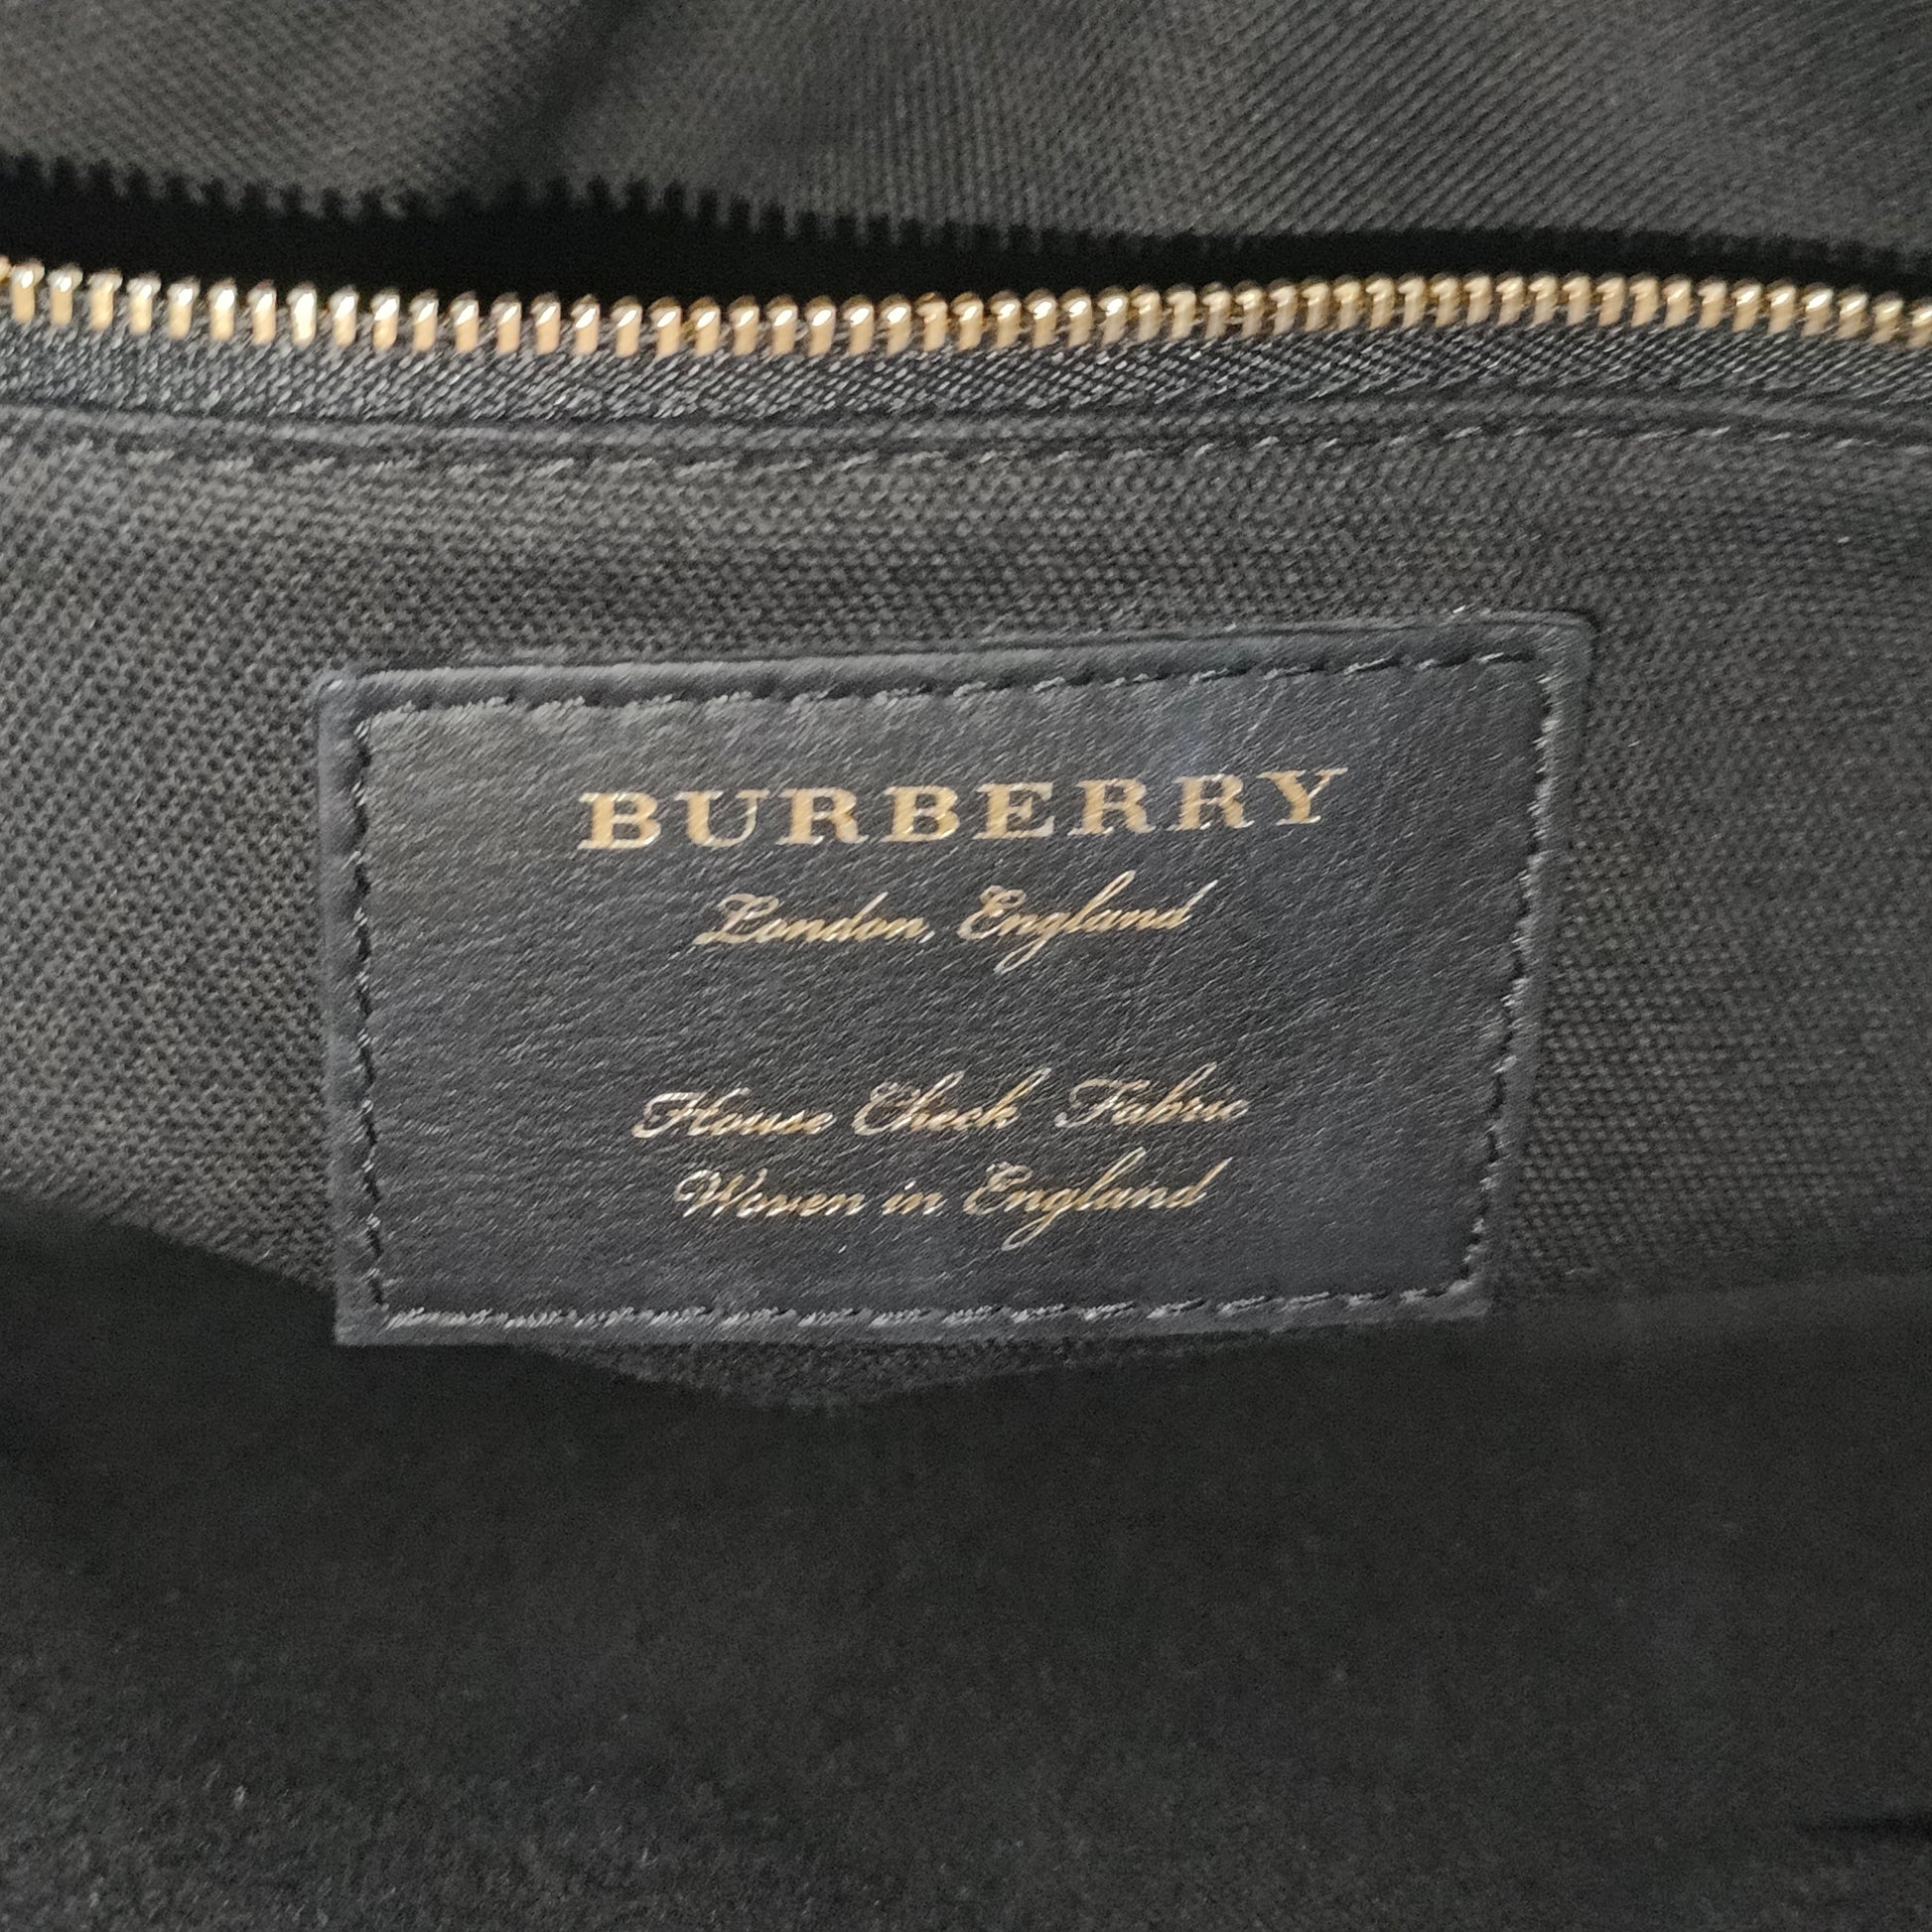 BURBERRY
London, England
House Check Fabric
Woven in England